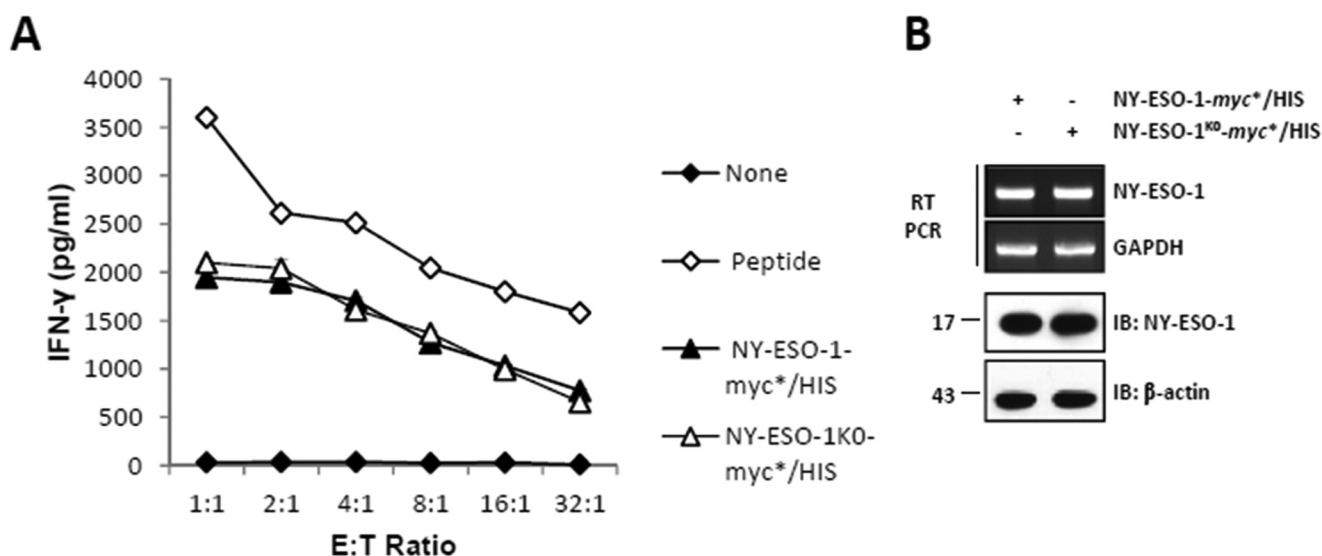 A
4000
3500
3000
2500
2000
1500
1000
500
0
IFN-γ (pg/ml)
1:1
2:1
4:1
8:1
16:1
32:1
E:T Ratio
None
Peptide
NY-ESO-1-
myc*/HIS
NY-ESO-1K0-
myc*/HIS
B
+ - NY-ESO-1-myc*/HIS
- + NY-ESO-1ᴷ⁰-myc*/HIS
RT
PCR
NY-ESO-1
GAPDH
17
IB: NY-ESO-1
43
IB: β-actin